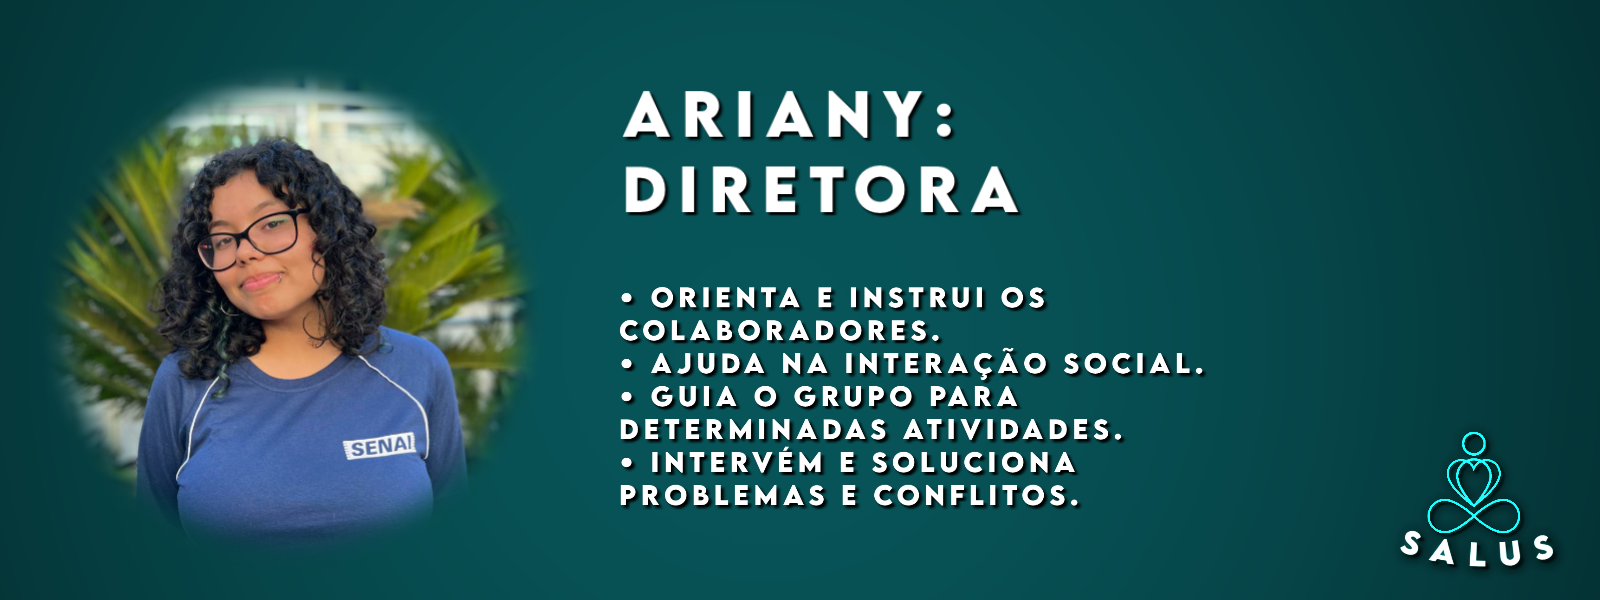 ARIANY:
DIRETORA
• ORIENTA E INSTRUI OS
COLABORADORES.
• AJUDA NA INTERAÇÃO SOCIAL.
• GUIA O GRUPO PARA
DETERMINADAS ATIVIDADES.
• INTERVÉM E SOLUCIONA
PROBLEMAS E CONFLITOS.
SENAI
SALUS